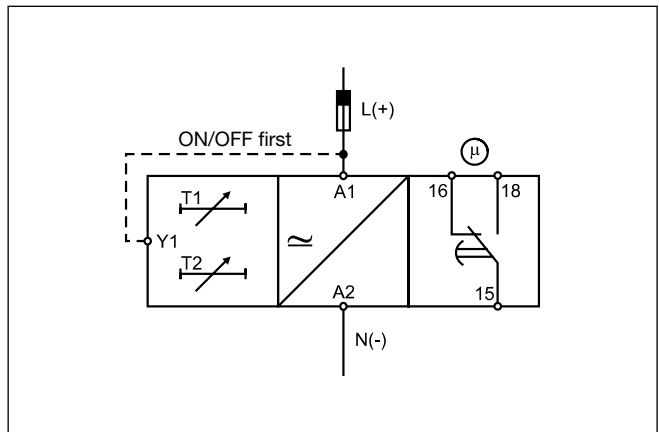 L(+)
ON/OFF first
μ
A1
16
18
T1
Y1
T2
A2
15
N(-)